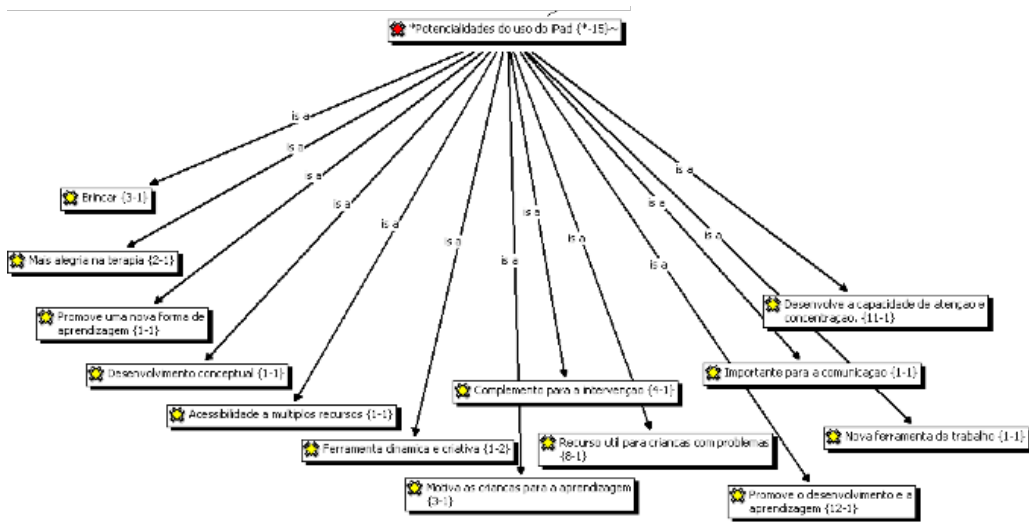 *Potencialidades do uso do iPad {*-15}~
is a
is a
is a
is a
is a
is a
is a
is a
is a
is a
is a
is a
is a
Brincar {3-1}
Mais alegria na terapia {2-1}
Promove uma nova forma de
aprendizagem {1-1}
Desenvolvimento conceptual {1-1}
Acessibilidade a multiplos recursos {1-1}
Ferramenta dinamica e criativa {1-2}
Motiva as crianças para a aprendizagem
{3-1}
Complemento para a intervenção {4-1}
Recurso util para crianças com problemas
{8-1}
Promove o desenvolvimento e a
aprendizagem {12-1}
Nova ferramenta de trabalho {1-1}
Importante para a comunicação {1-1}
Desenvolve a capacidade de atenção e
concentração. {11-1}